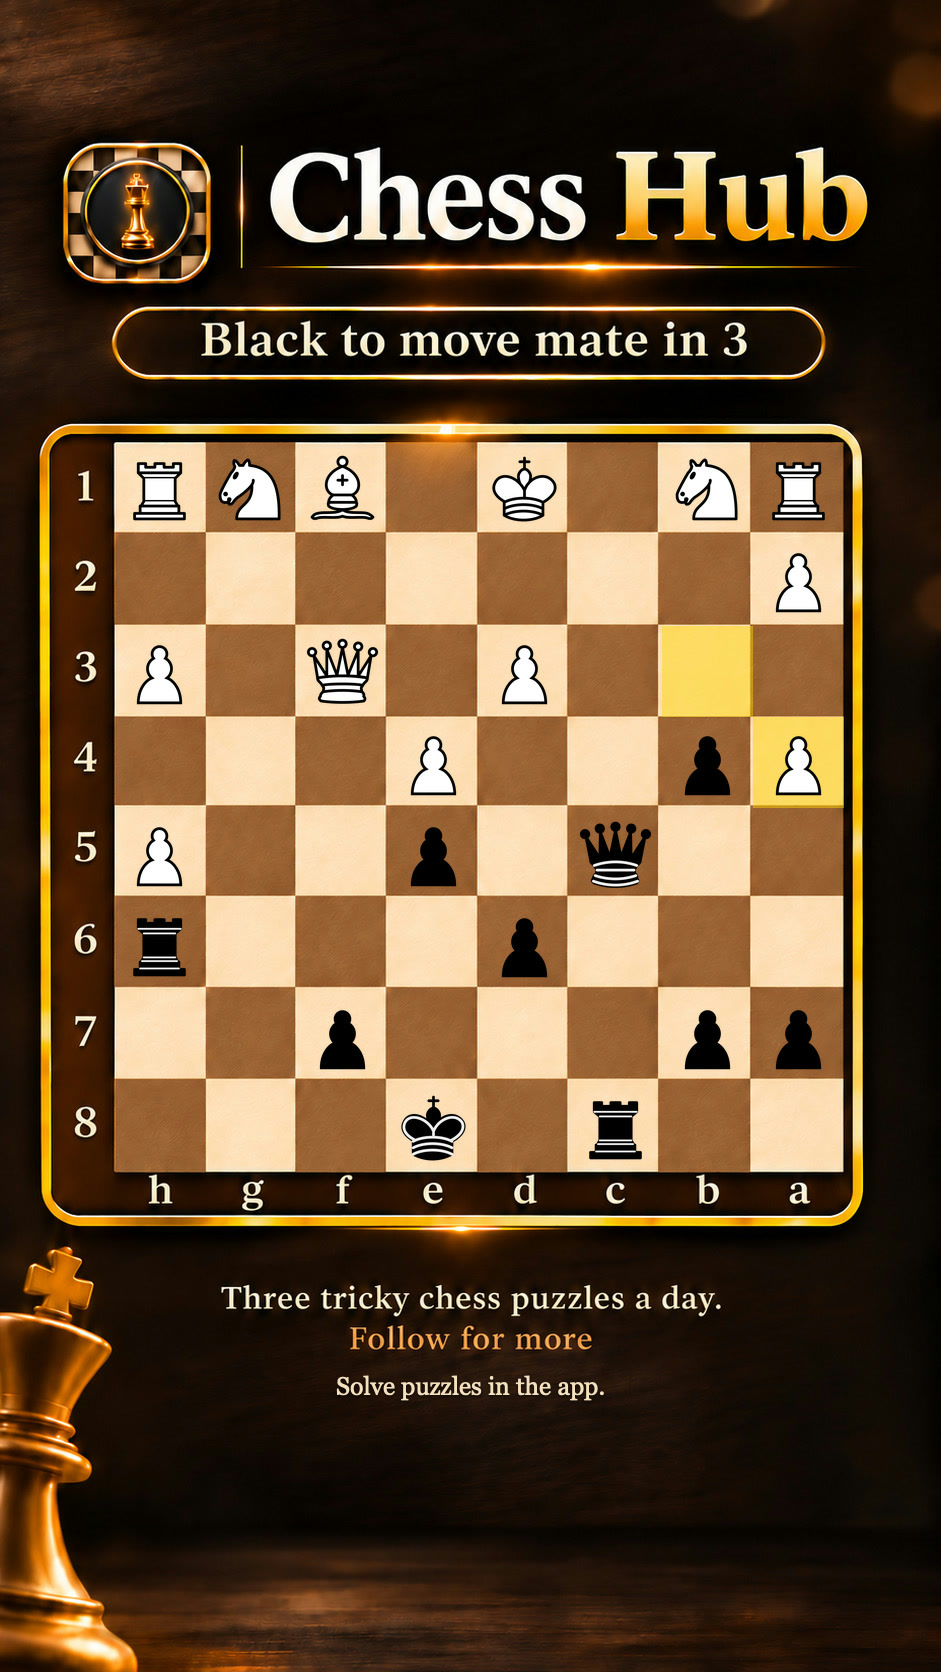 Chess Hub
Black to move mate in 3
1
2
3
4
5
6
7
8
h g f e d c b a
Three tricky chess puzzles a day.
Follow for more
Solve puzzles in the app.